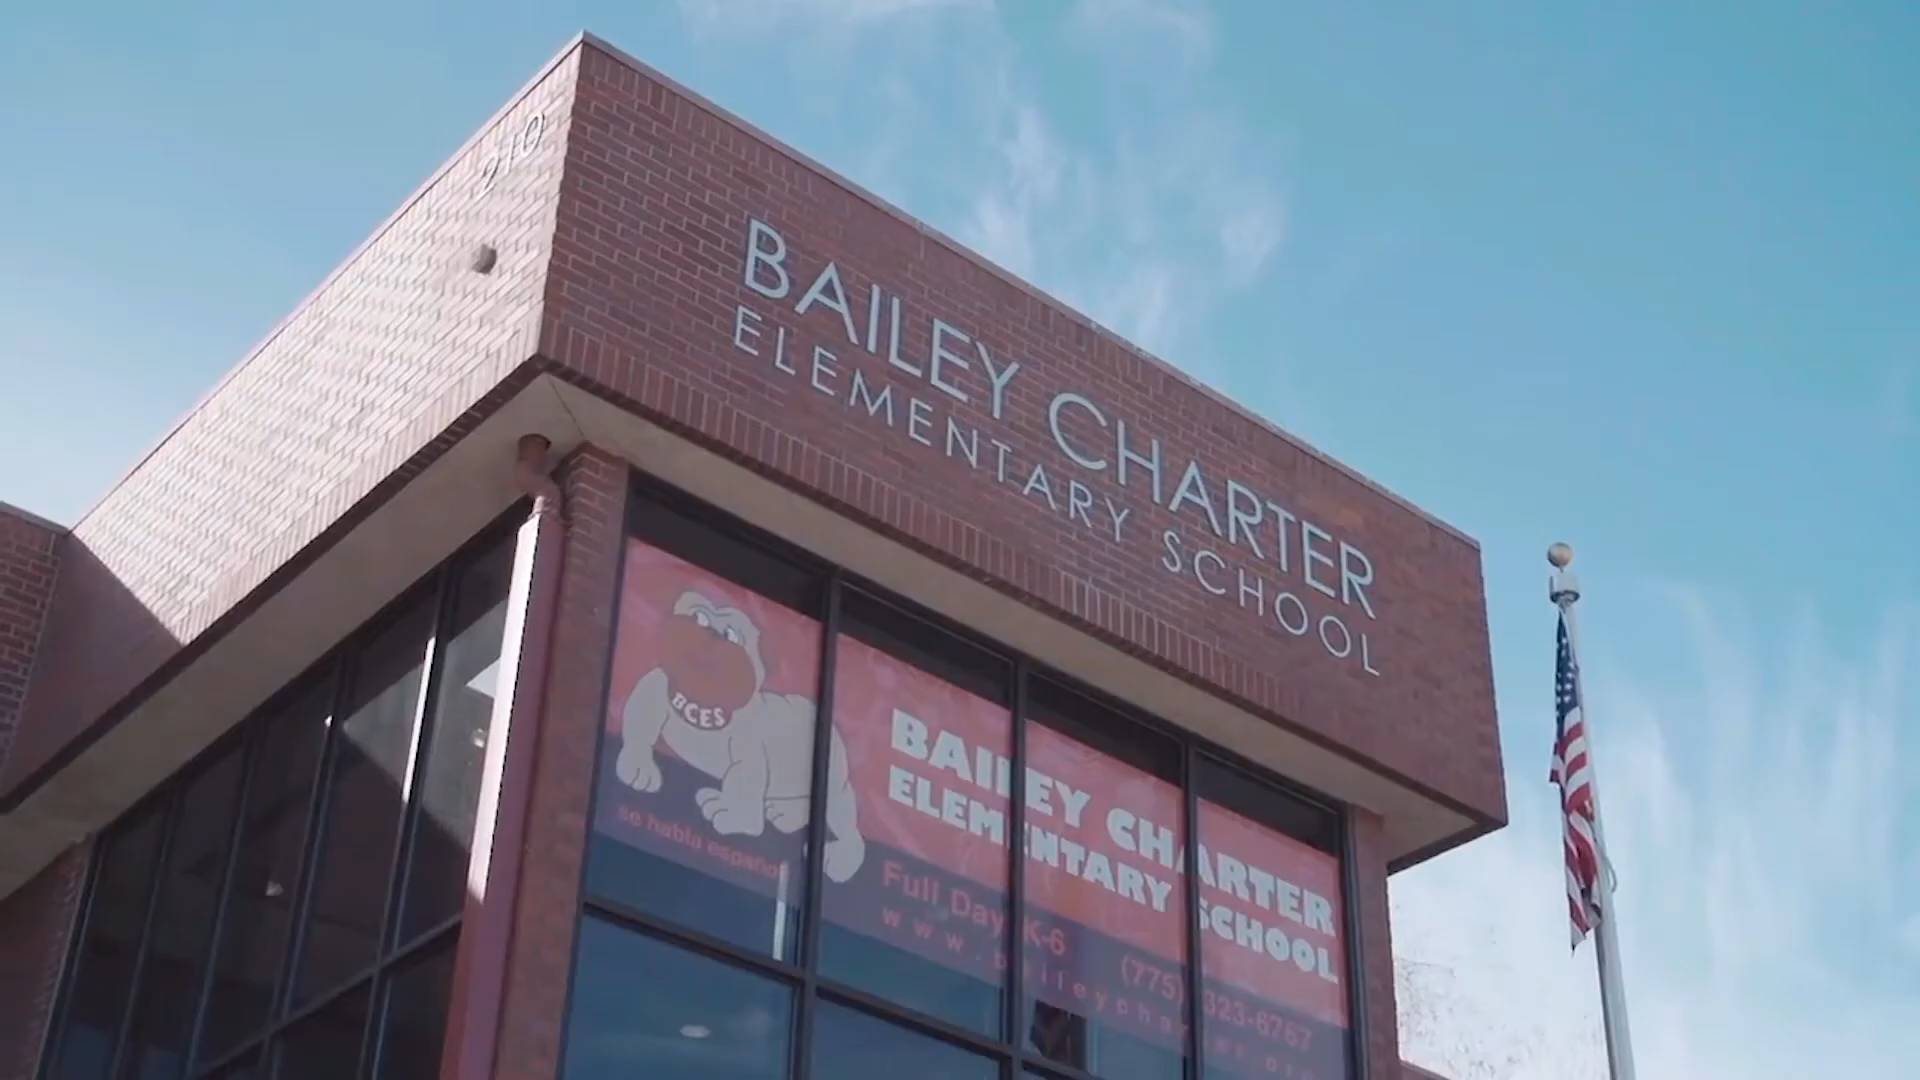 210
BAILEY CHARTER
ELEMENTARY SCHOOL
BCES
se habla español
BAILEY CHARTER
ELEMENTARY SCHOOL
Full Day K-6
(775) 323-6767